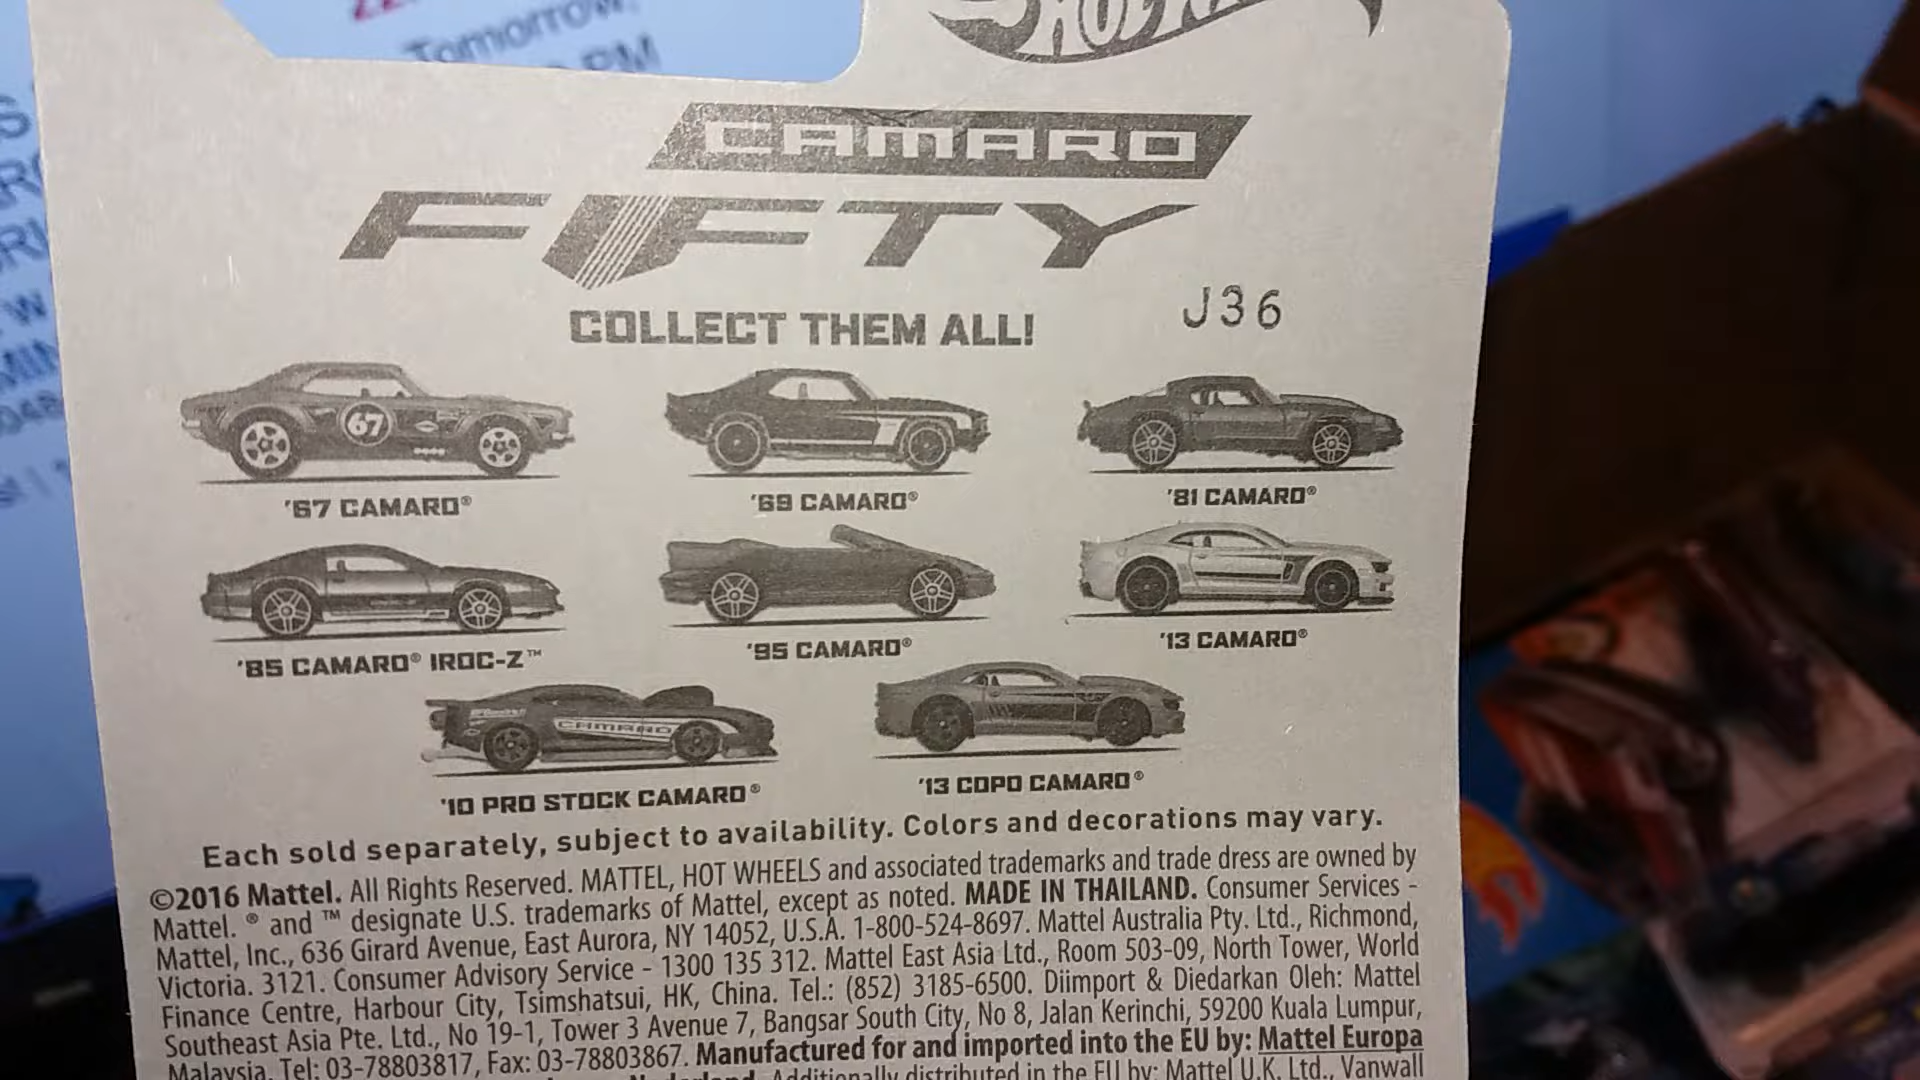 Tomorrow,
PM
HOT WHEELS
CAMARO
FIFTY
J36
COLLECT THEM ALL!
67
'67 CAMARO®
'69 CAMARO®
'81 CAMARO®
'85 CAMARO® IROC-Z™
'95 CAMARO®
'13 CAMARO®
CAMARO
'10 PRO STOCK CAMARO®
'13 COPO CAMARO®
Each sold separately, subject to availability. Colors and decorations may vary.
©2016 Mattel. All Rights Reserved. MATTEL, HOT WHEELS and associated trademarks and trade dress are owned by
Mattel. ® and ™ designate U.S. trademarks of Mattel, except as noted. MADE IN THAILAND. Consumer Services -
Mattel, Inc., 636 Girard Avenue, East Aurora, NY 14052, U.S.A. 1-800-524-8697. Mattel Australia Pty. Ltd., Richmond,
Victoria. 3121. Consumer Advisory Service - 1300 135 312. Mattel East Asia Ltd., Room 503-09, North Tower, World
Finance Centre, Harbour City, Tsimshatsui, HK, China. Tel.: (852) 3185-6500. Diimport & Diedarkan Oleh: Mattel
Southeast Asia Pte. Ltd., No 19-1, Tower 3 Avenue 7, Bangsar South City, No 8, Jalan Kerinchi, 59200 Kuala Lumpur,
Malaysia. Tel: 03-78803817, Fax: 03-78803867. Manufactured for and imported into the EU by: Mattel Europa
Nederland. Additionally distributed in the EU by: Mattel U.K. Ltd., Vanwall